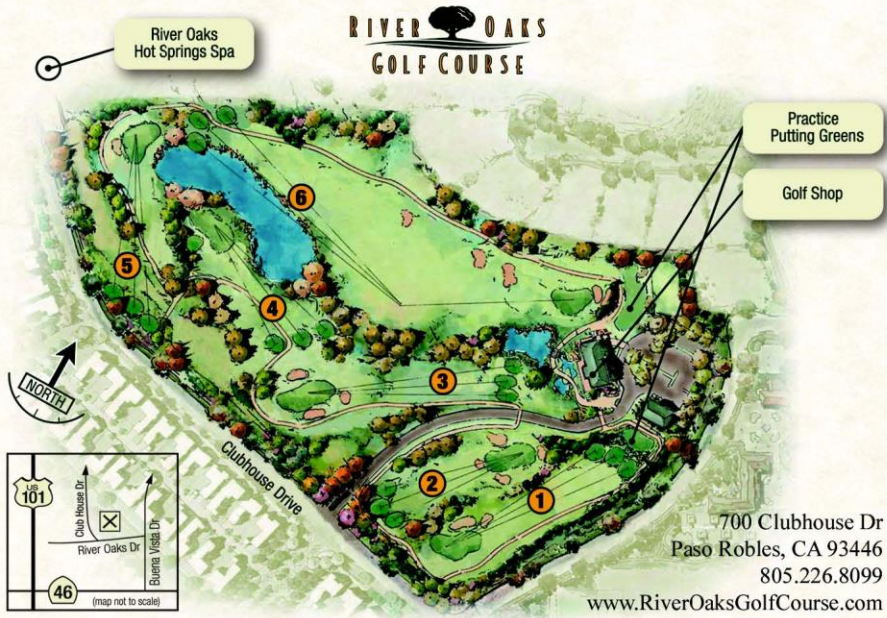 RIVER OAKS
GOLF COURSE
River Oaks
Hot Springs Spa
Practice
Putting Greens
Golf Shop
6
5
4
3
2
1
NORTH
Clubhouse Drive
US
101
Club House Dr
River Oaks Dr
Buena Vista Dr
46
(map not to scale)
700 Clubhouse Dr
Paso Robles, CA 93446
805.226.8099
www.RiverOaksGolfCourse.com